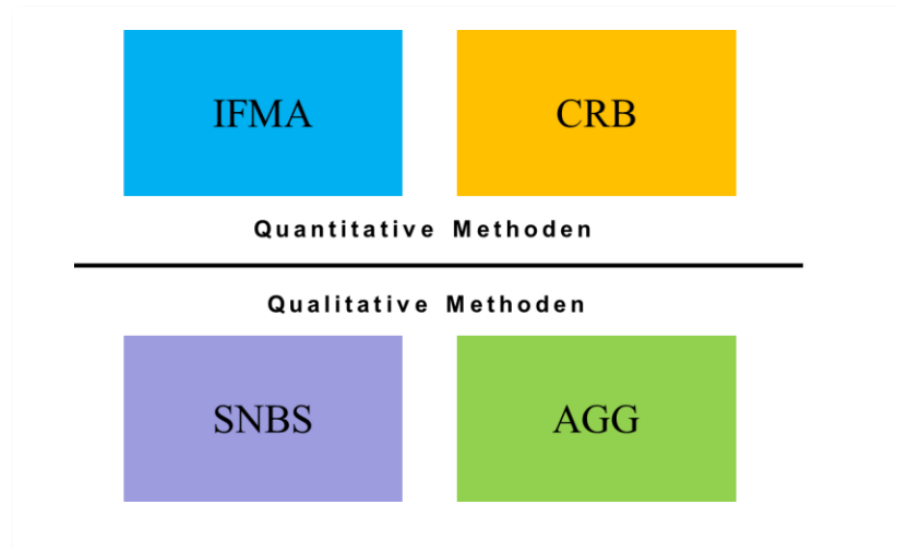 IFMA CRB
Quantitative Methoden
Qualitative Methoden
SNBS AGG